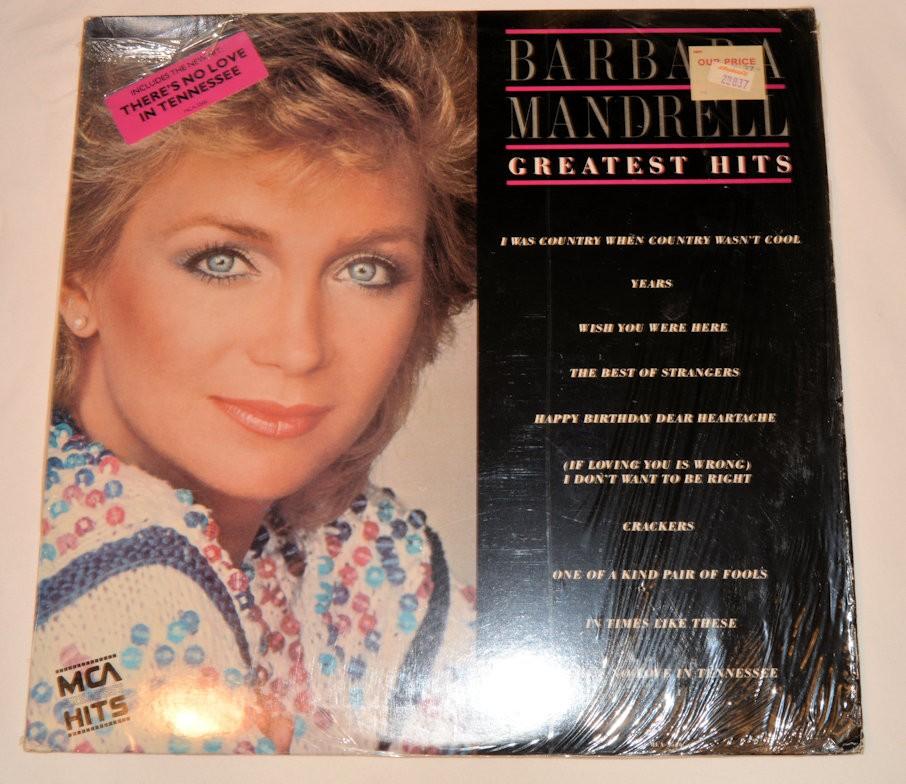 INCLUDES THE NEW HIT
THERE'S NO LOVE
IN TENNESSEE
BARBARA
MANDRELL
GREATEST HITS
OUR PRICE
29837
I WAS COUNTRY WHEN COUNTRY WASN'T COOL
YEARS
WISH YOU WERE HERE
THE BEST OF STRANGERS
HAPPY BIRTHDAY DEAR HEARTACHE
(IF LOVING YOU IS WRONG)
I DON'T WANT TO BE RIGHT
CRACKERS
ONE OF A KIND PAIR OF FOOLS
IN TIMES LIKE THESE
NO LOVE IN TENNESSEE
MCA
HITS